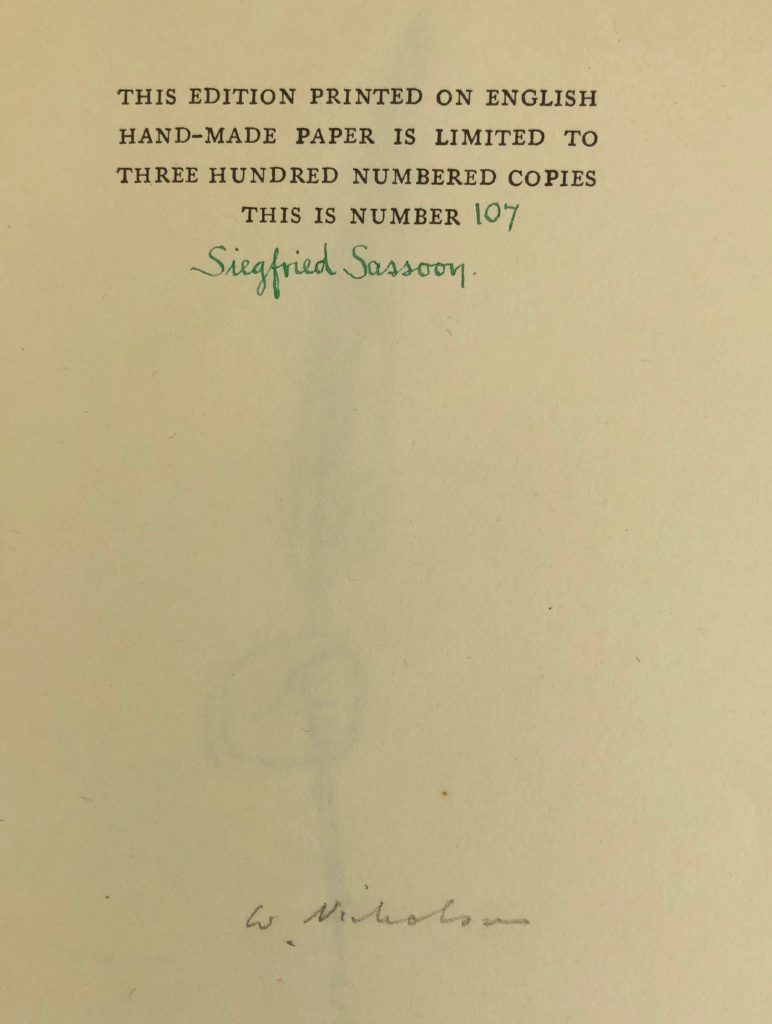 THIS EDITION PRINTED ON ENGLISH
HAND-MADE PAPER IS LIMITED TO
THREE HUNDRED NUMBERED COPIES
THIS IS NUMBER 107
Siegfried Sassoon.
W. Nicholson